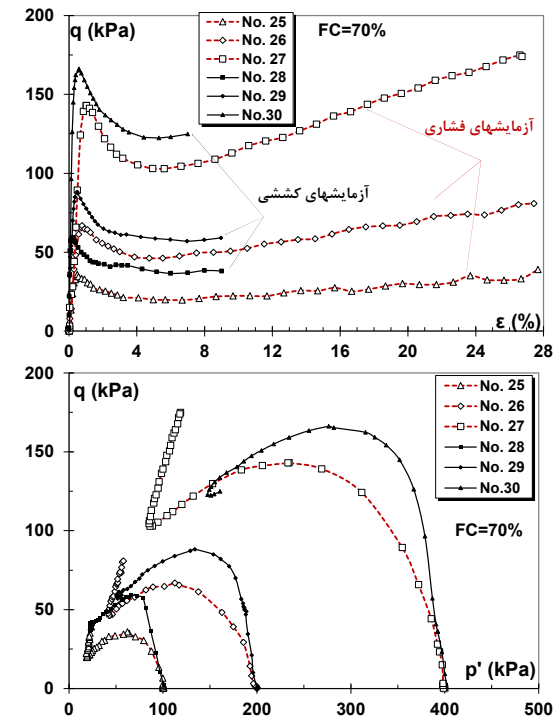 q (kPa)
FC=70%
No. 25
No. 26
No. 27
No. 28
No. 29
No.30
آزمایشهای فشاری
آزمایشهای کششی
200
150
100
50
0
0 4 8 12 16 20 24 28
ε (%)
q (kPa)
No. 25
No. 26
No. 27
No. 28
No. 29
No.30
FC=70%
200
150
100
50
0
p' (kPa)
0 100 200 300 400 500